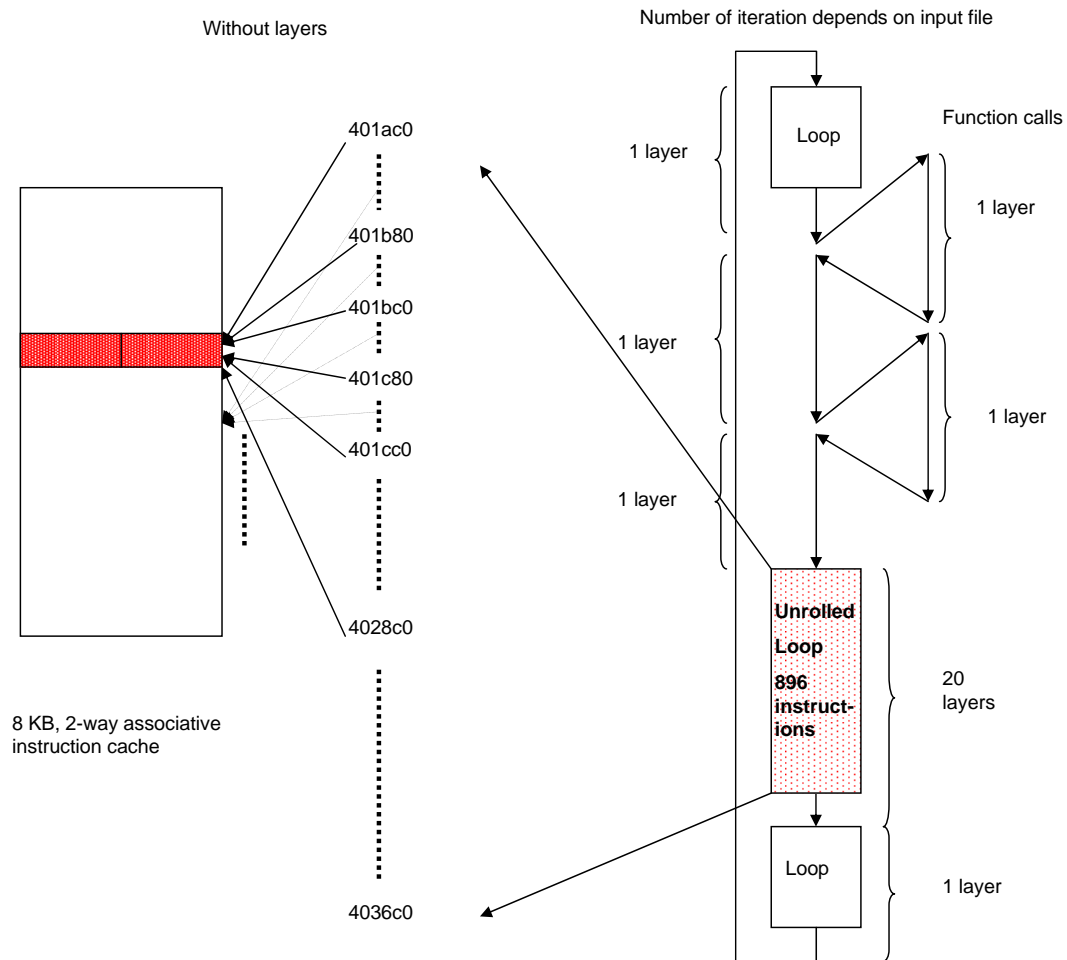 Without layers
Number of iteration depends on input file
401ac0
401b80
401bc0
401c80
401cc0
4028c0
4036c0
8 KB, 2-way associative
instruction cache
Loop
1 layer
Function calls
1 layer
1 layer
1 layer
1 layer
Unrolled
Loop
896
instruct-
ions
20
layers
Loop
1 layer